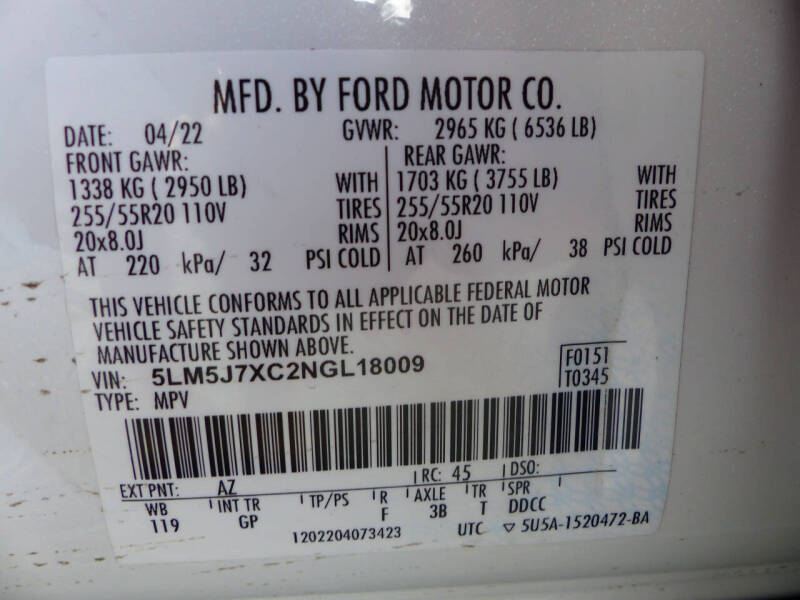 MFD. BY FORD MOTOR CO.
DATE: 04/22 GVWR: 2965 KG ( 6536 LB)
FRONT GAWR: REAR GAWR:
1338 KG ( 2950 LB) WITH 1703 KG ( 3755 LB) WITH
255/55R20 110V TIRES 255/55R20 110V TIRES
20x8.0J RIMS 20x8.0J RIMS
AT 220 kPa/ 32 PSI COLD AT 260 kPa/ 38 PSI COLD
THIS VEHICLE CONFORMS TO ALL APPLICABLE FEDERAL MOTOR
VEHICLE SAFETY STANDARDS IN EFFECT ON THE DATE OF
MANUFACTURE SHOWN ABOVE.
VIN: 5LM5J7XC2NGL18009 F0151
TYPE: MPV T0345
EXT PNT: AZ RC: 45 DSO:
WB INT TR TP/PS R AXLE TR SPR
119 GP F 3B T DDCC
1202204073423 UTC ▽ 5U5A-1520472-BA